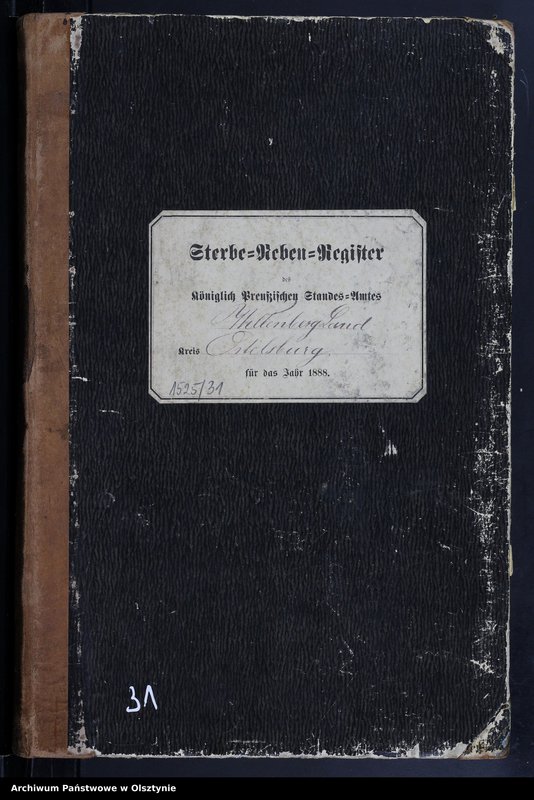 Sterbe=Neben=Register
des
Königlich Preußischen Standes=Amtes
Willenberg Land
Kreis Ortelsburg.
für das Jahr 1888.
1525/31
31
Archiwum Państwowe w Olsztynie